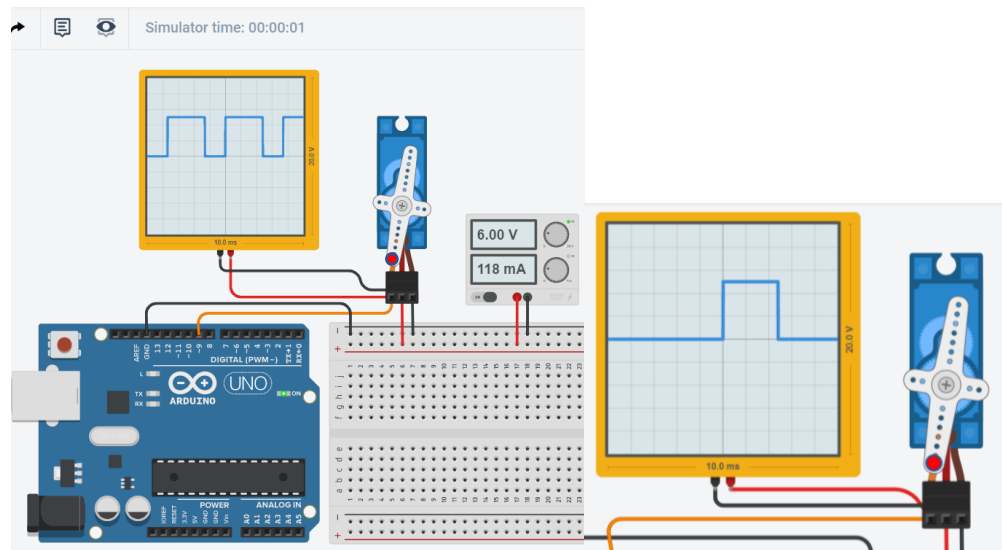 Simulator time: 00:00:01
20.0 V
10.0 ms
6.00 V
118 mA
AREF
GND
13
12
~11
~10
~9
8
7
~6
~5
4
~3
2
TX→1
RX←0
DIGITAL (PWM~)
L
TX
RX
UNO
ON
ARDUINO
POWER
ANALOG IN
IOREF
RESET
3.3V
5V
GND
GND
Vin
A0
A1
A2
A3
A4
A5
20.0 V
10.0 ms